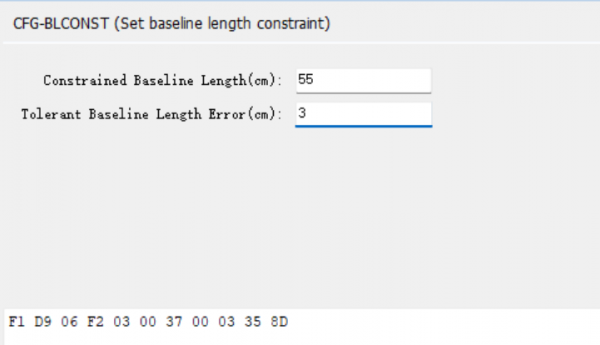 CFG-BLCONST (Set baseline length constraint)
Constrained Baseline Length(cm): 55
Tolerant Baseline Length Error(cm): 3
F1 D9 06 F2 03 00 37 00 03 35 8D